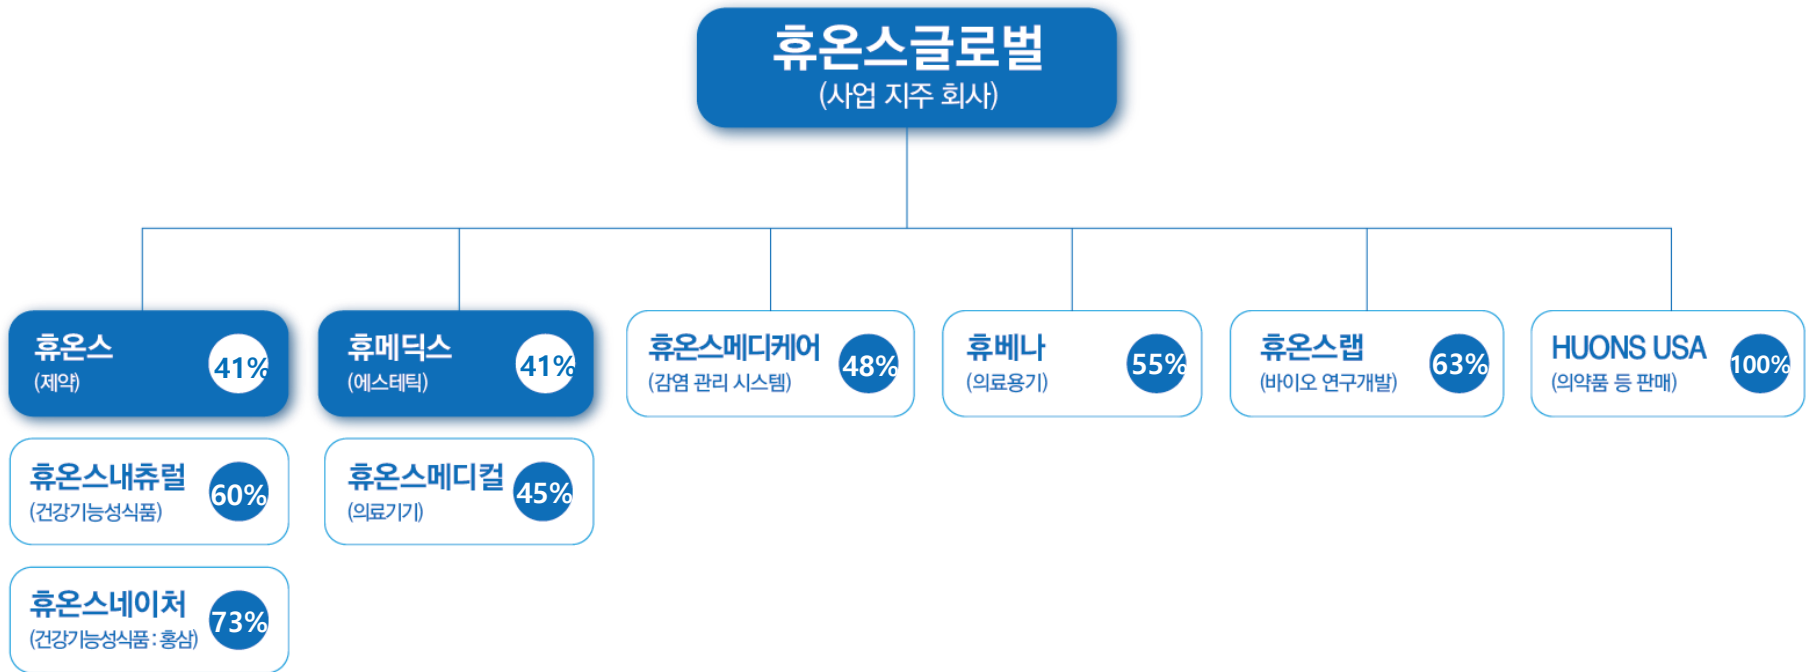 휴온스글로벌
(사업 지주 회사)
휴온스
(제약)
41%
휴메딕스
(에스테틱)
41%
휴온스메디케어
(감염 관리 시스템)
48%
휴베나
(의료용기)
55%
휴온스랩
(바이오 연구개발)
63%
HUONS USA
(의약품 등 판매)
100%
휴온스내츄럴
(건강기능성식품)
60%
휴온스메디컬
(의료기기)
45%
휴온스네이처
(건강기능성식품 : 홍삼)
73%